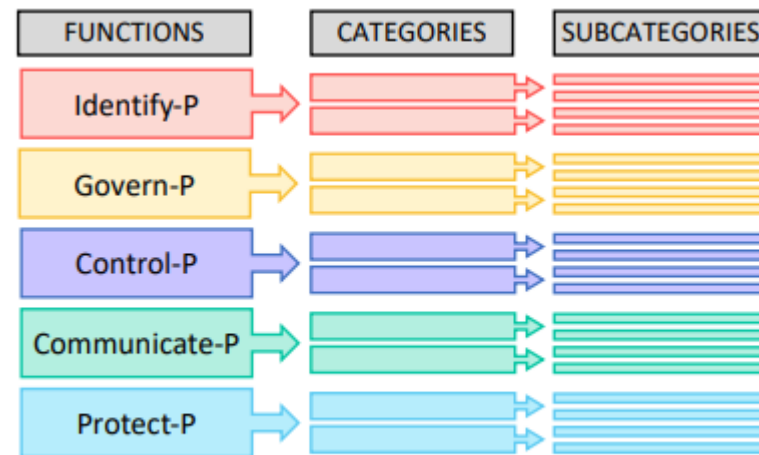 FUNCTIONS CATEGORIES SUBCATEGORIES
Identify-P
Govern-P
Control-P
Communicate-P
Protect-P